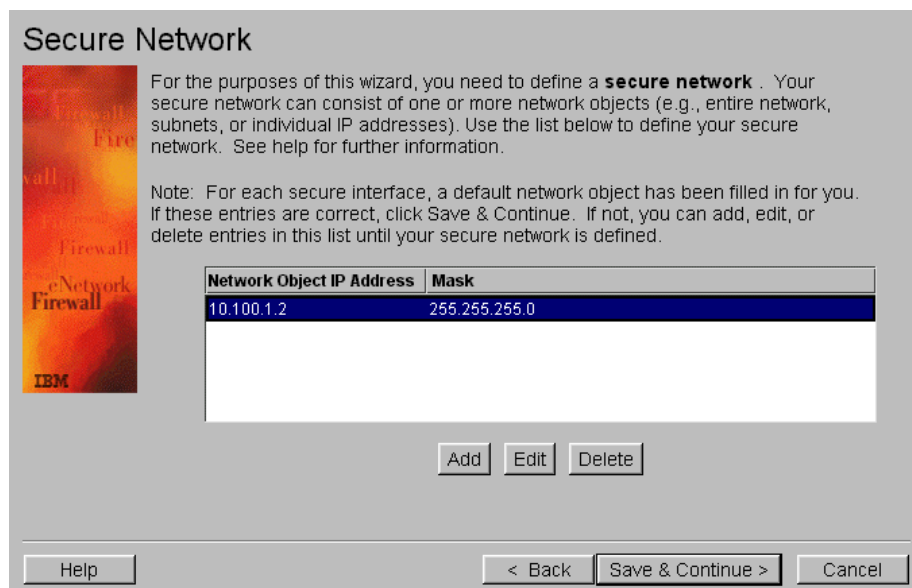 Secure Network
For the purposes of this wizard, you need to define a secure network . Your
secure network can consist of one or more network objects (e.g., entire network,
subnets, or individual IP addresses). Use the list below to define your secure
network. See help for further information.
Note: For each secure interface, a default network object has been filled in for you.
If these entries are correct, click Save & Continue. If not, you can add, edit, or
delete entries in this list until your secure network is defined.
Firewall
Fire
wall
Firewall
Firewall
eNetwork
Firewall
IBM
Network Object IP Address Mask
10.100.1.2 255.255.255.0
Add Edit Delete
Help < Back Save & Continue > Cancel